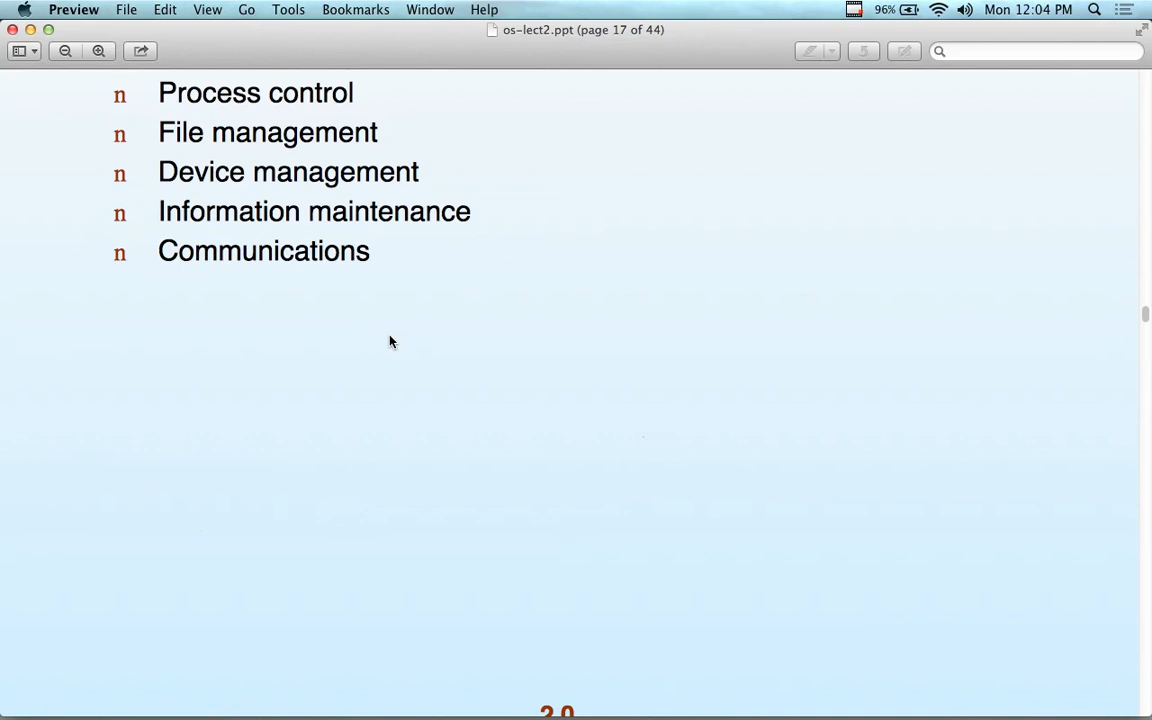 Preview File Edit View Go Tools Bookmarks Window Help 96% Mon 12:04 PM
os-lect2.ppt (page 17 of 44)
n Process control
n File management
n Device management
n Information maintenance
n Communications